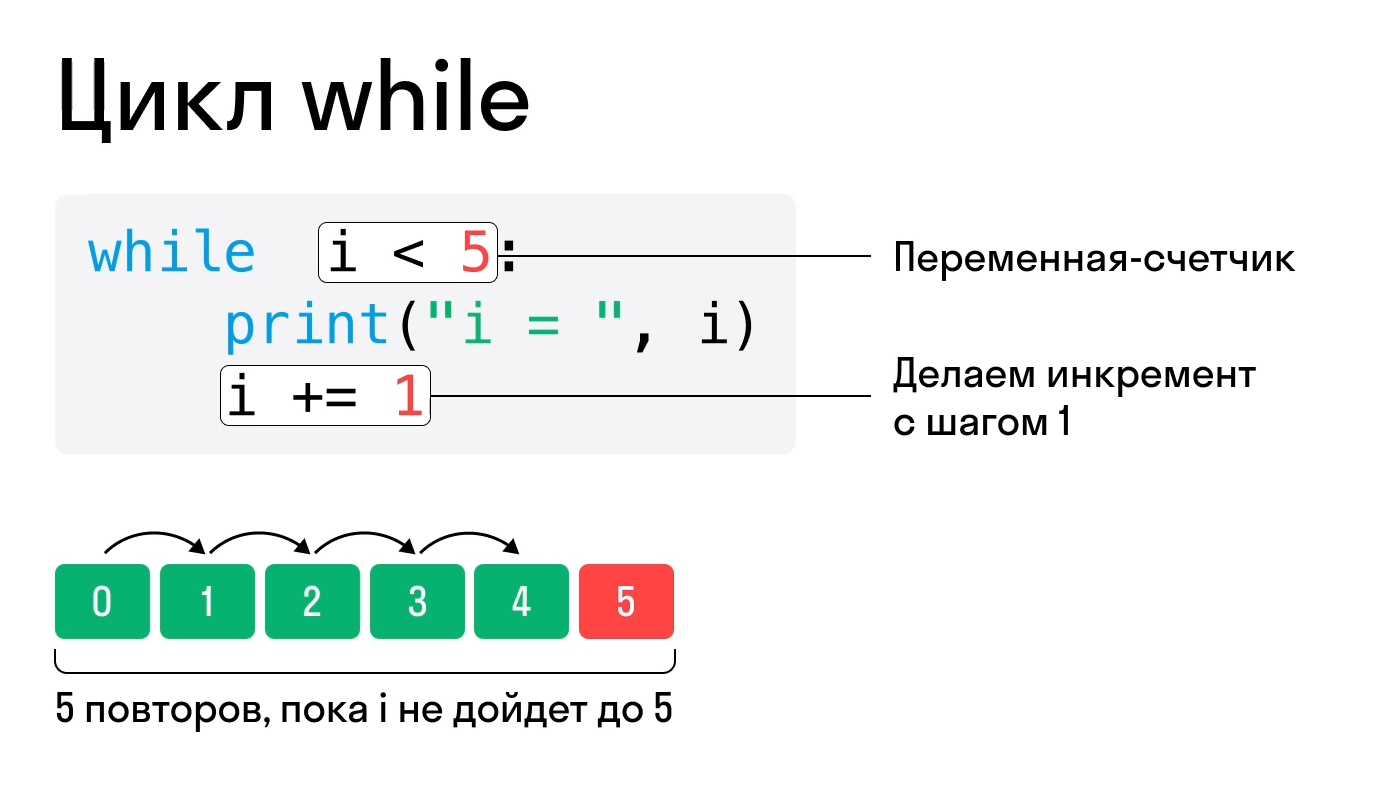 Цикл while
while i < 5:
Переменная-счетчик
print("i = ", i)
i += 1
Делаем инкремент
с шагом 1
0 1 2 3 4 5
5 повторов, пока i не дойдет до 5